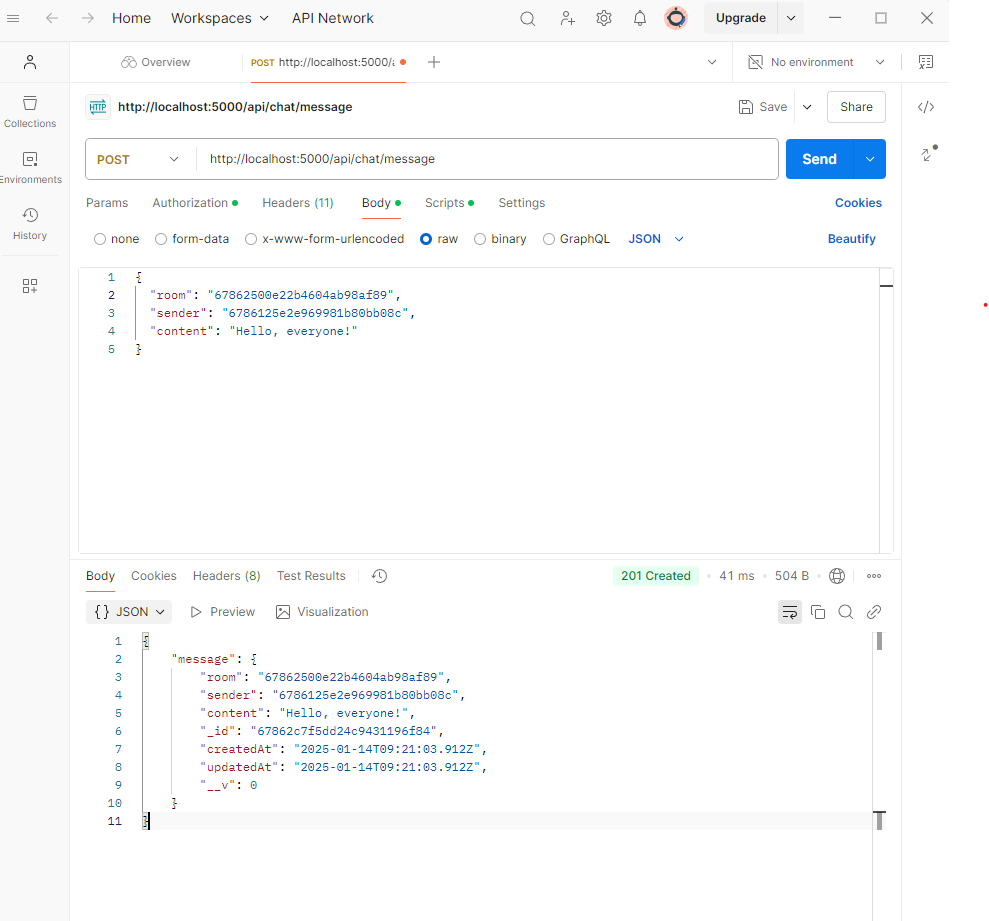 Home Workspaces API Network Upgrade
Overview POST http://localhost:5000/a No environment
HTTP http://localhost:5000/api/chat/message Save Share
Collections
POST http://localhost:5000/api/chat/message Send
Environments
Params Authorization Headers (11) Body Scripts Settings Cookies
History
none form-data x-www-form-urlencoded raw binary GraphQL JSON Beautify
1 {
2 "room": "67862500e22b4604ab98af89",
3 "sender": "6786125e2e969981b80bb08c",
4 "content": "Hello, everyone!"
5 }
Body Cookies Headers (8) Test Results 201 Created 41 ms 504 B
{} JSON Preview Visualization
1 {
2 "message": {
3 "room": "67862500e22b4604ab98af89",
4 "sender": "6786125e2e969981b80bb08c",
5 "content": "Hello, everyone!",
6 "_id": "67862c7f5dd24c9431196f84",
7 "createdAt": "2025-01-14T09:21:03.912Z",
8 "updatedAt": "2025-01-14T09:21:03.912Z",
9 "__v": 0
10 }
11 }